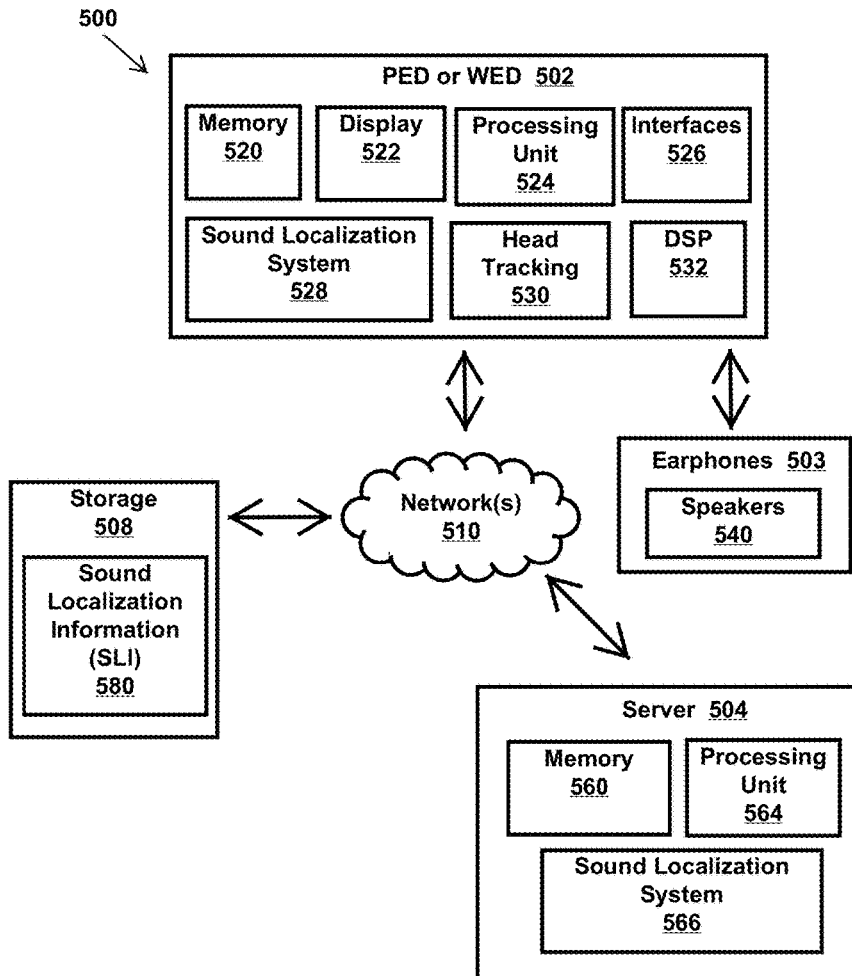 500
PED or WED 502
Memory
520
Display
522
Processing
Unit
524
Interfaces
526
Sound Localization
System
528
Head
Tracking
530
DSP
532
Storage
508
Sound
Localization
Information
(SLI)
580
Network(s)
510
Earphones 503
Speakers
540
Server 504
Memory
560
Processing
Unit
564
Sound Localization
System
566